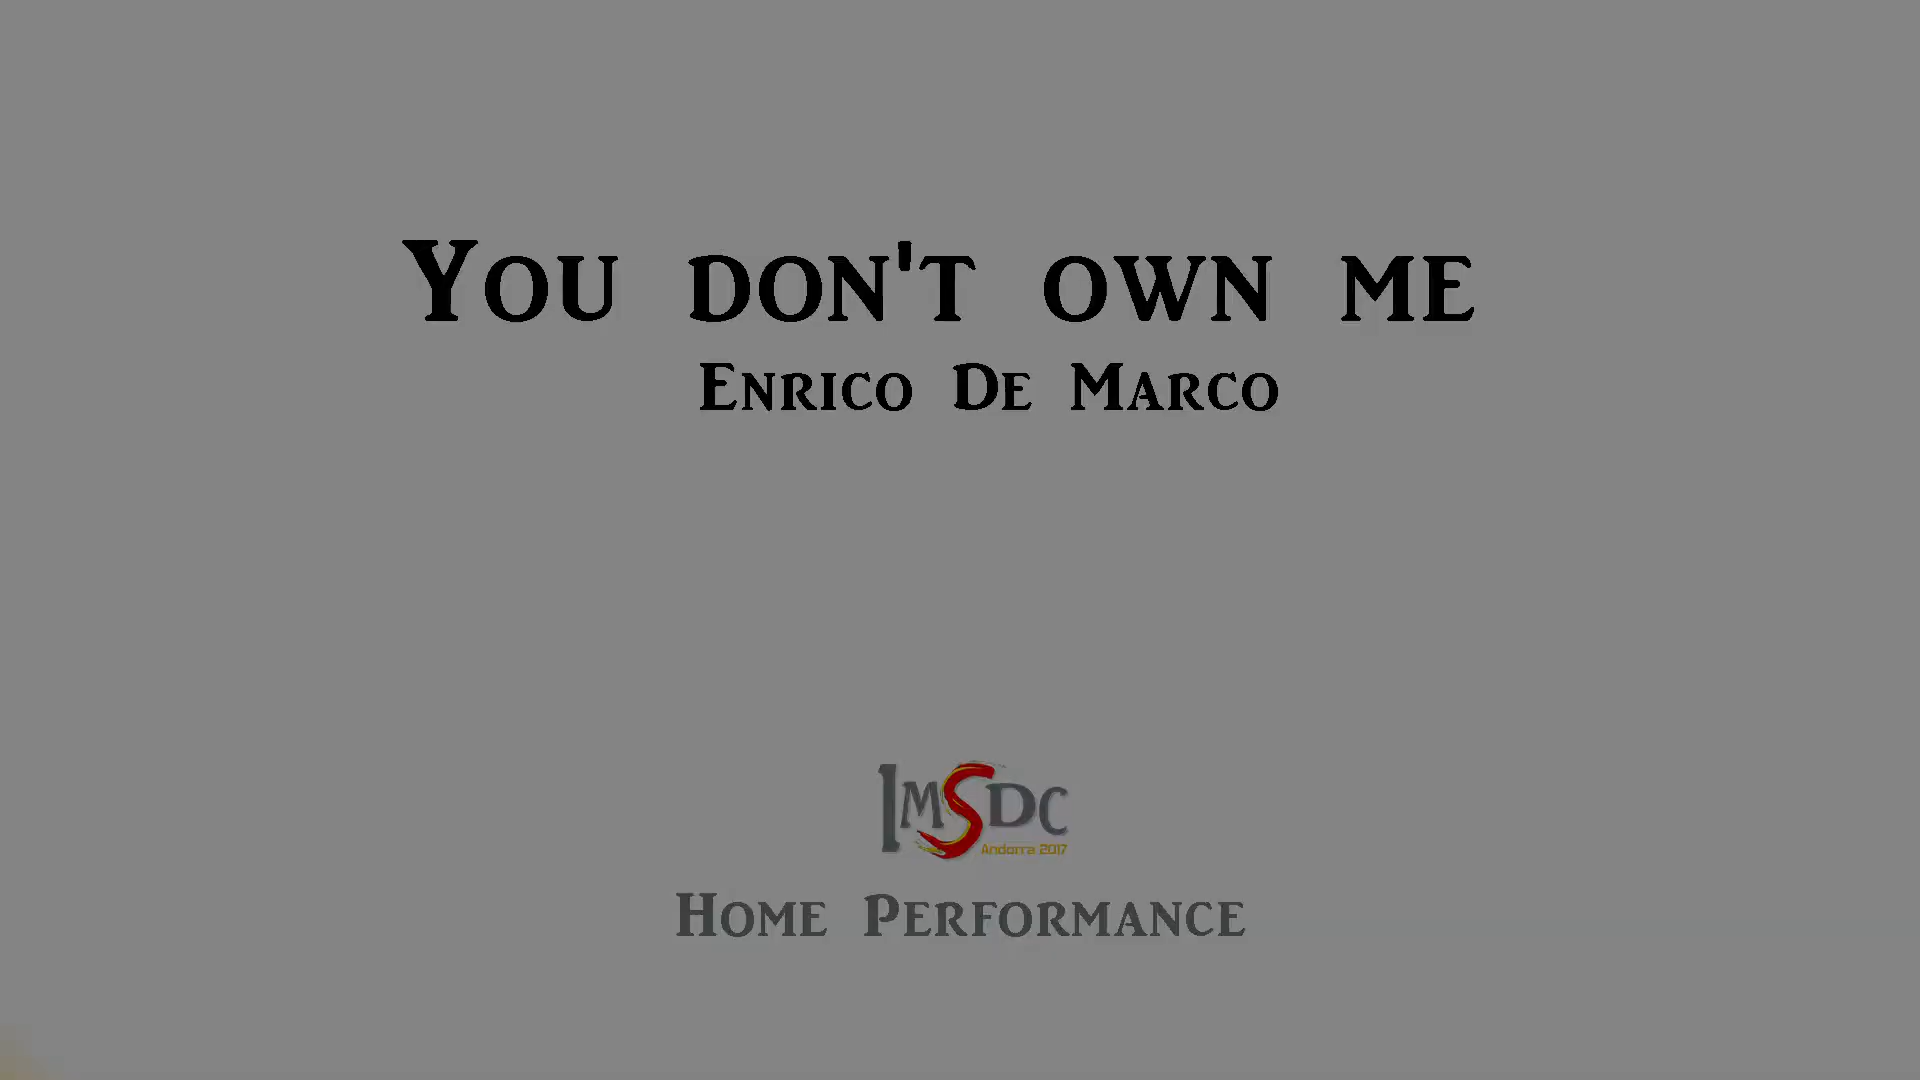 You don't own me
Enrico De Marco
IMSDC
Andorra 2017
Home Performance